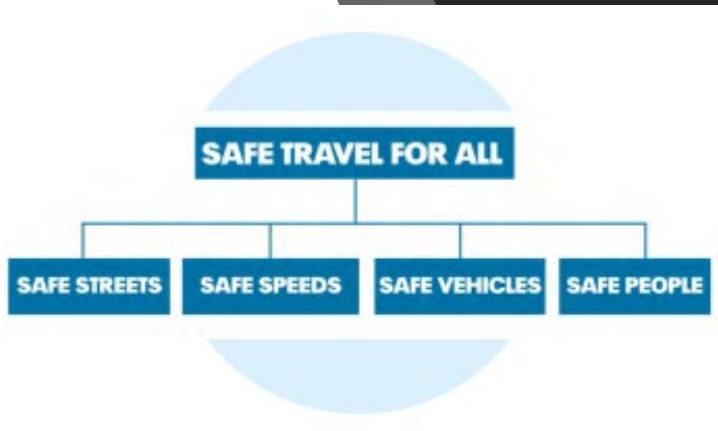 SAFE TRAVEL FOR ALL
SAFE STREETS
SAFE SPEEDS
SAFE VEHICLES
SAFE PEOPLE